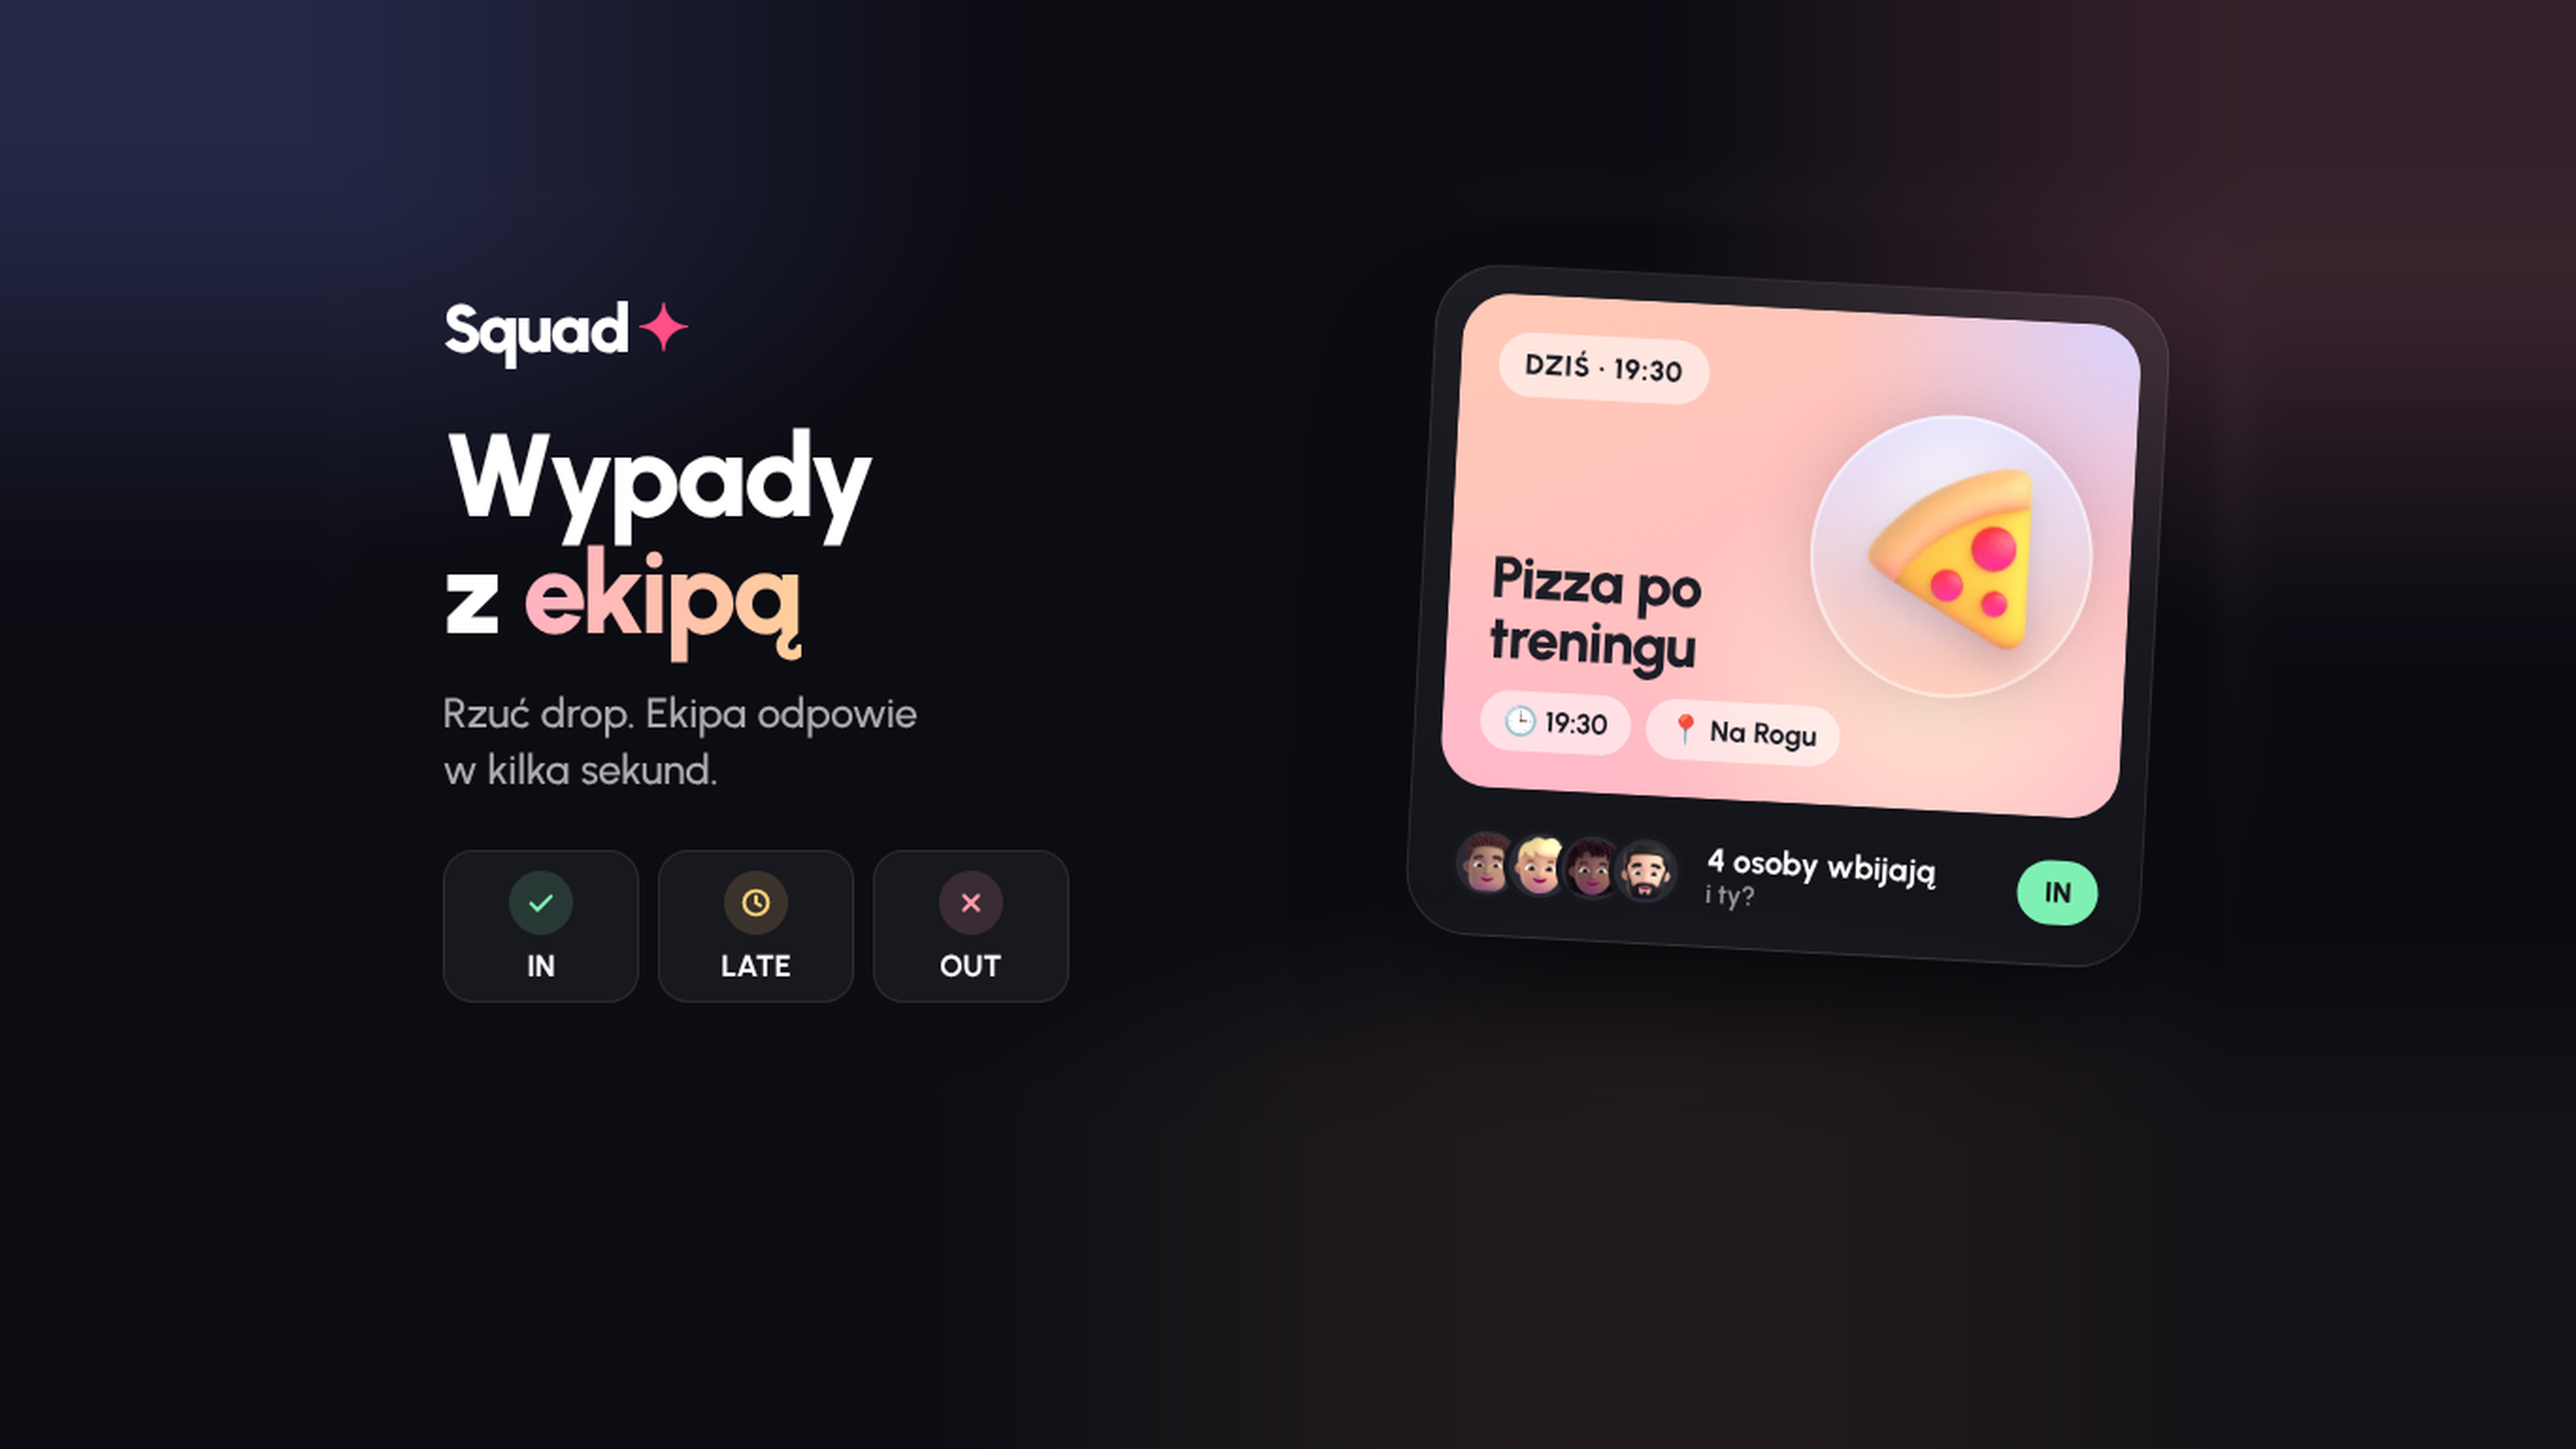 Squad
Wypady
z ekipą
Rzuć drop. Ekipa odpowie
w kilka sekund.
IN
LATE
OUT
DZIŚ · 19:30
Pizza po
treningu
19:30
Na Rogu
4 osoby wbijają
i ty?
IN